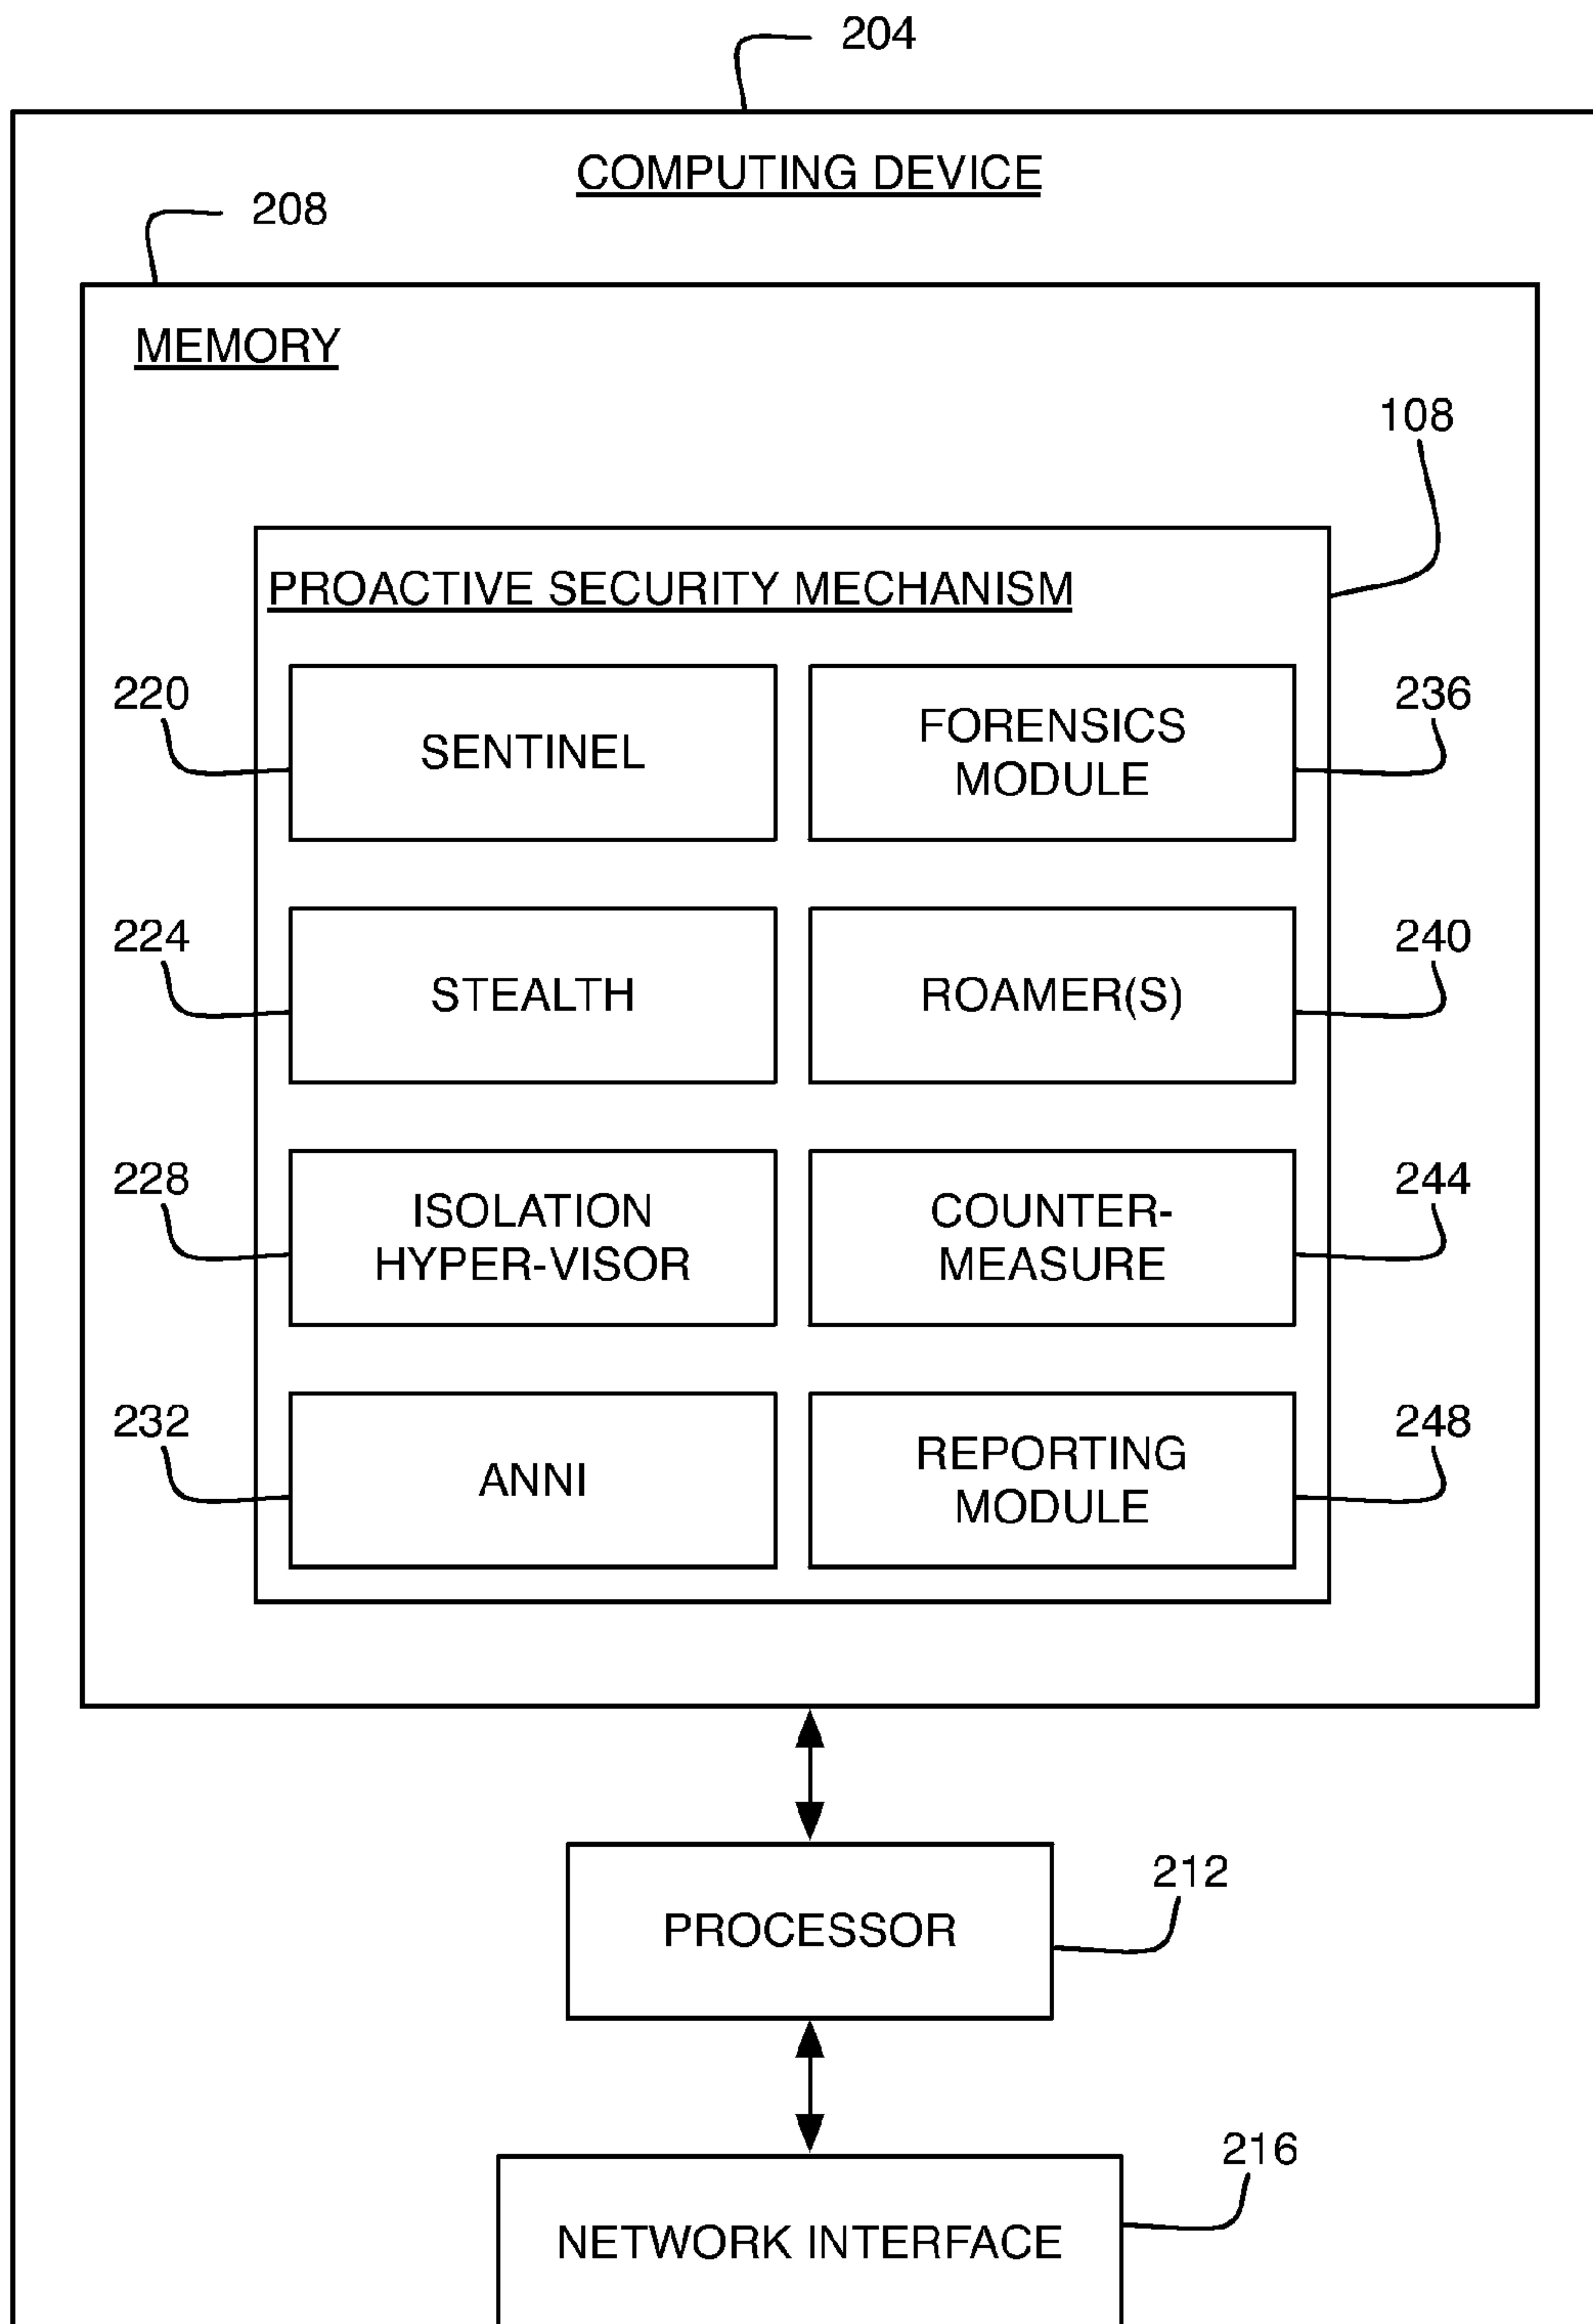 204
COMPUTING DEVICE
208
MEMORY
108
PROACTIVE SECURITY MECHANISM
220
SENTINEL
FORENSICS
MODULE
236
224
STEALTH
ROAMER(S)
240
228
ISOLATION
HYPER-VISOR
COUNTER-
MEASURE
244
232
ANNI
REPORTING
MODULE
248
PROCESSOR
212
NETWORK INTERFACE
216